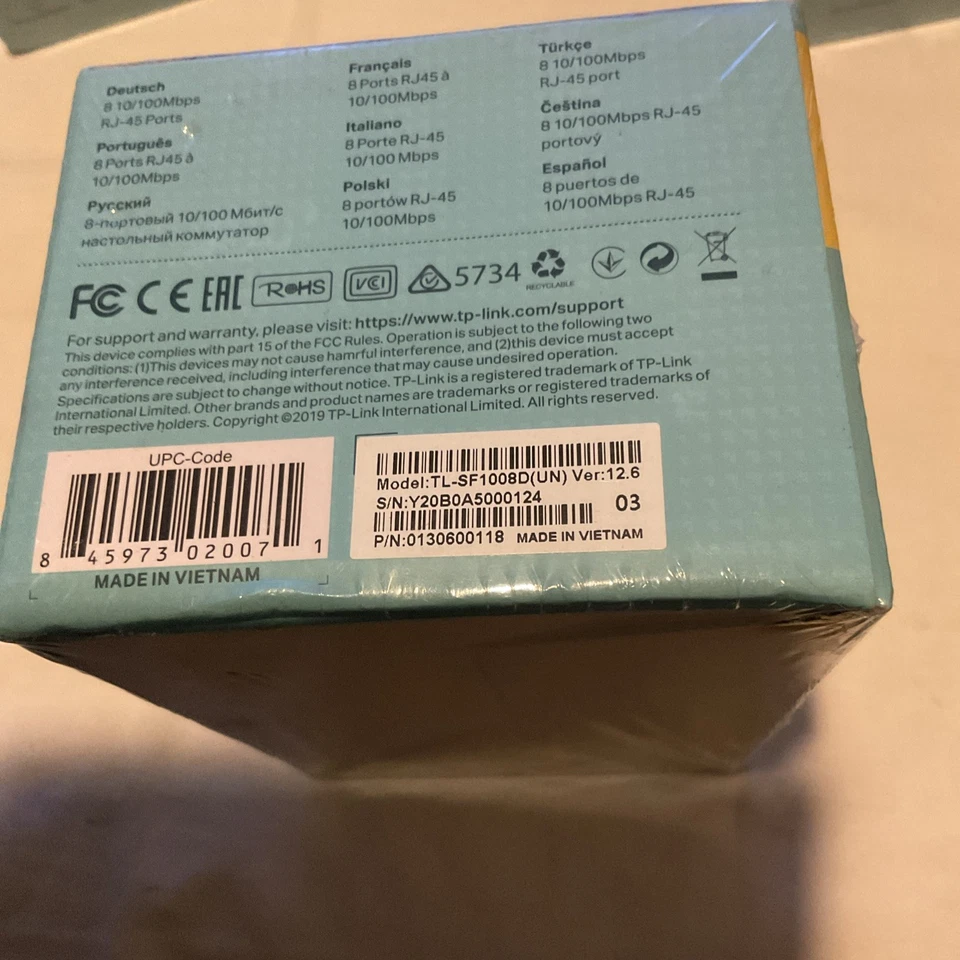 Deutsch
8 10/100Mbps
RJ-45 Ports
Português
8 Ports RJ45 à
10/100Mbps
Русский
8-портовый 10/100 Мбит/с
настольный коммутатор
Français
8 Ports RJ45 à
10/100Mbps
Italiano
8 Porte RJ-45
10/100 Mbps
Polski
8 portów RJ-45
10/100Mbps
Türkçe
8 10/100Mbps
RJ-45 port
Čeština
8 10/100Mbps RJ-45
portový
Español
8 puertos de
10/100Mbps RJ-45
FC CE EAC RoHS VCCI 5734
RECYCLABLE
For support and warranty, please visit: https://www.tp-link.com/support
This device complies with part 15 of the FCC Rules. Operation is subject to the following two
conditions: (1)This devices may not cause hamrful interference, and (2)this device must accept
any interference received, including interference that may cause undesired operation.
Specifications are subject to change without notice. TP-Link is a registered trademark of TP-Link
International Limited. Other brands and product names are trademarks or registered trademarks of
their respective holders. Copyright ©2019 TP-Link International Limited. All rights reserved.
UPC-Code
8 45973 02007 1
MADE IN VIETNAM
Model:TL-SF1008D(UN) Ver:12.6
S/N:Y20B0A5000124
03
P/N:0130600118 MADE IN VIETNAM